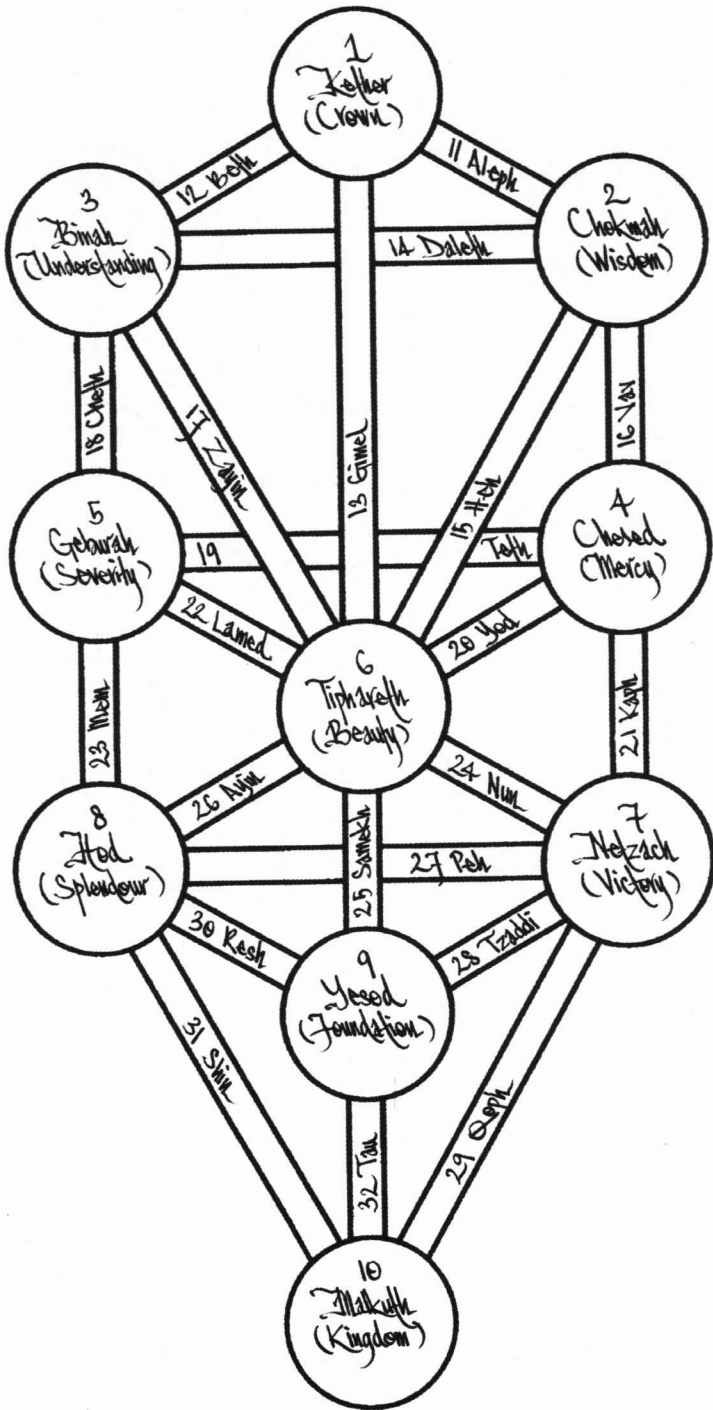 1
Kether
(Crown)
12 Beth
11 Aleph
3
Binah
(Understanding)
2
Chokmah
(Wisdom)
14 Daleth
18 Cheth
17 Zayin
13 Gimel
15 Heh
16 Vav
5
Geburah
(Severity)
19
Teth
4
Chesed
(Mercy)
22 Lamed
20 Yod
6
Tiphareth
(Beauty)
23 Mem
21 Kaph
26 Ayin
24 Nun
8
Hod
(Splendour)
25 Samekh
27 Peh
7
Netzach
(Victory)
30 Resh
28 Tzaddi
9
Yesod
(Foundation)
31 Shin
32 Tau
29 Qoph
10
Malkuth
(Kingdom)